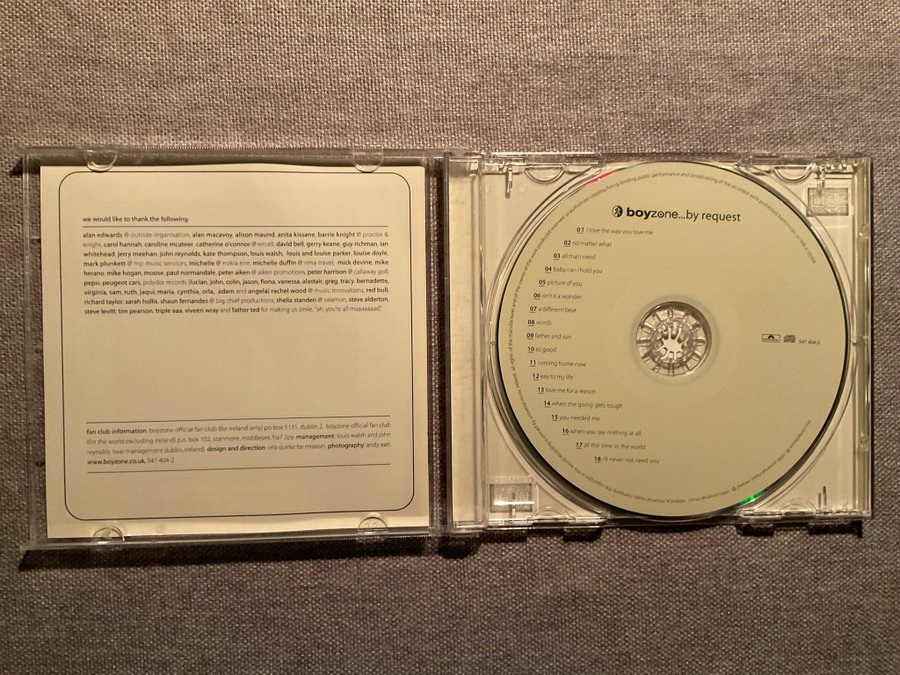 we would like to thank the following
alan edwards @ outside organisation, alan macavoy, alison maund, anita kissane, barrie knight @ proctor &
knight, carol hannah, caroline mcateer, catherine o'connor @ eircell, david bell, gerry keane, guy richman, ian
whitehead, jerry meehan, john reynolds, kate thompson, louis walsh, louis and louise parker, louise doyle,
mark plunkett @ mp music services, michelle @ nokia eire, michelle duffin @ rima travel, mick devine, mike
herano, mike hogan, moose, paul normandale, peter aiken @ aiken promotions, peter harrison @ callaway golf,
pepsi, peugeot cars, polydor records (lucian, john, colin, jason, fiona, vanessa, alastair, greg, tracy, bernadette,
virginia, sam, ruth, jaqui, maria, cynthia, orla, adam and angela) rachel wood @ music innovations, red bull,
richard taylor, sarah hollis, shaun fernandes @ big chief productions, sheila standen @ salamon, steve alderton,
steve levitt, tim pearson, triple aaa, viveen wray and father ted for making us smile, "ah, you're all maaaaaaad"
fan club information: boyzone official fan club (for ireland only) po box 5131, dublin 2. boyzone official fan club
(for the world excluding ireland) p.o. box 102, stanmore, middlesex, ha7 2py. management: louis walsh and john
reynolds (war management dublin, ireland) design and direction: orla quirke for mission. photography: andy earl
www.boyzone.co.uk. 547 404-2
boyzone...by request
01 i love the way you love me
02 no matter what
03 all that i need
04 baby can i hold you
05 picture of you
06 isn't it a wonder
07 a different beat
08 words
09 father and son
10 so good
11 coming home now
12 key to my life
13 love me for a reason
14 when the going gets tough
15 you needed me
16 when you say nothing at all
17 all the time in the world
18 i'll never not need you
547 404-2